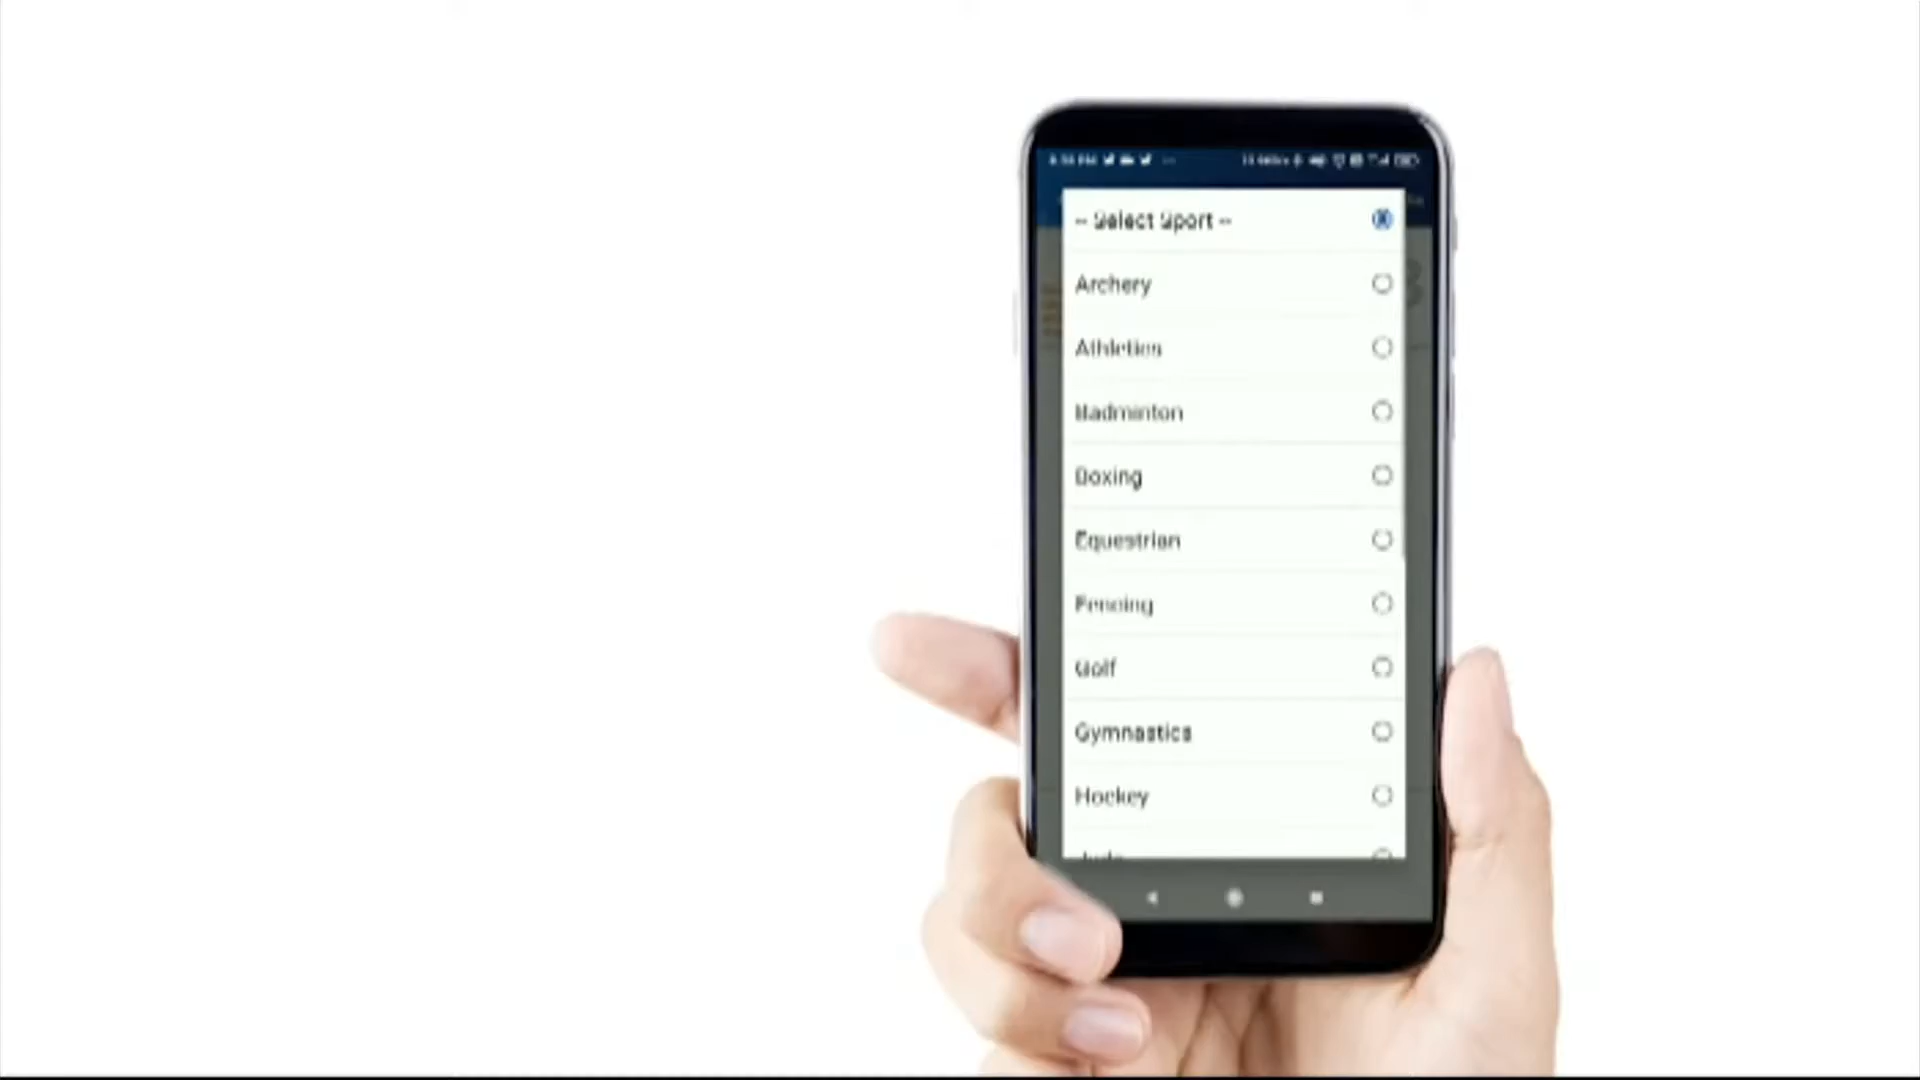 -- Select Sport --
Archery
Athletics
Badminton
Boxing
Equestrian
Fencing
Golf
Gymnastics
Hockey